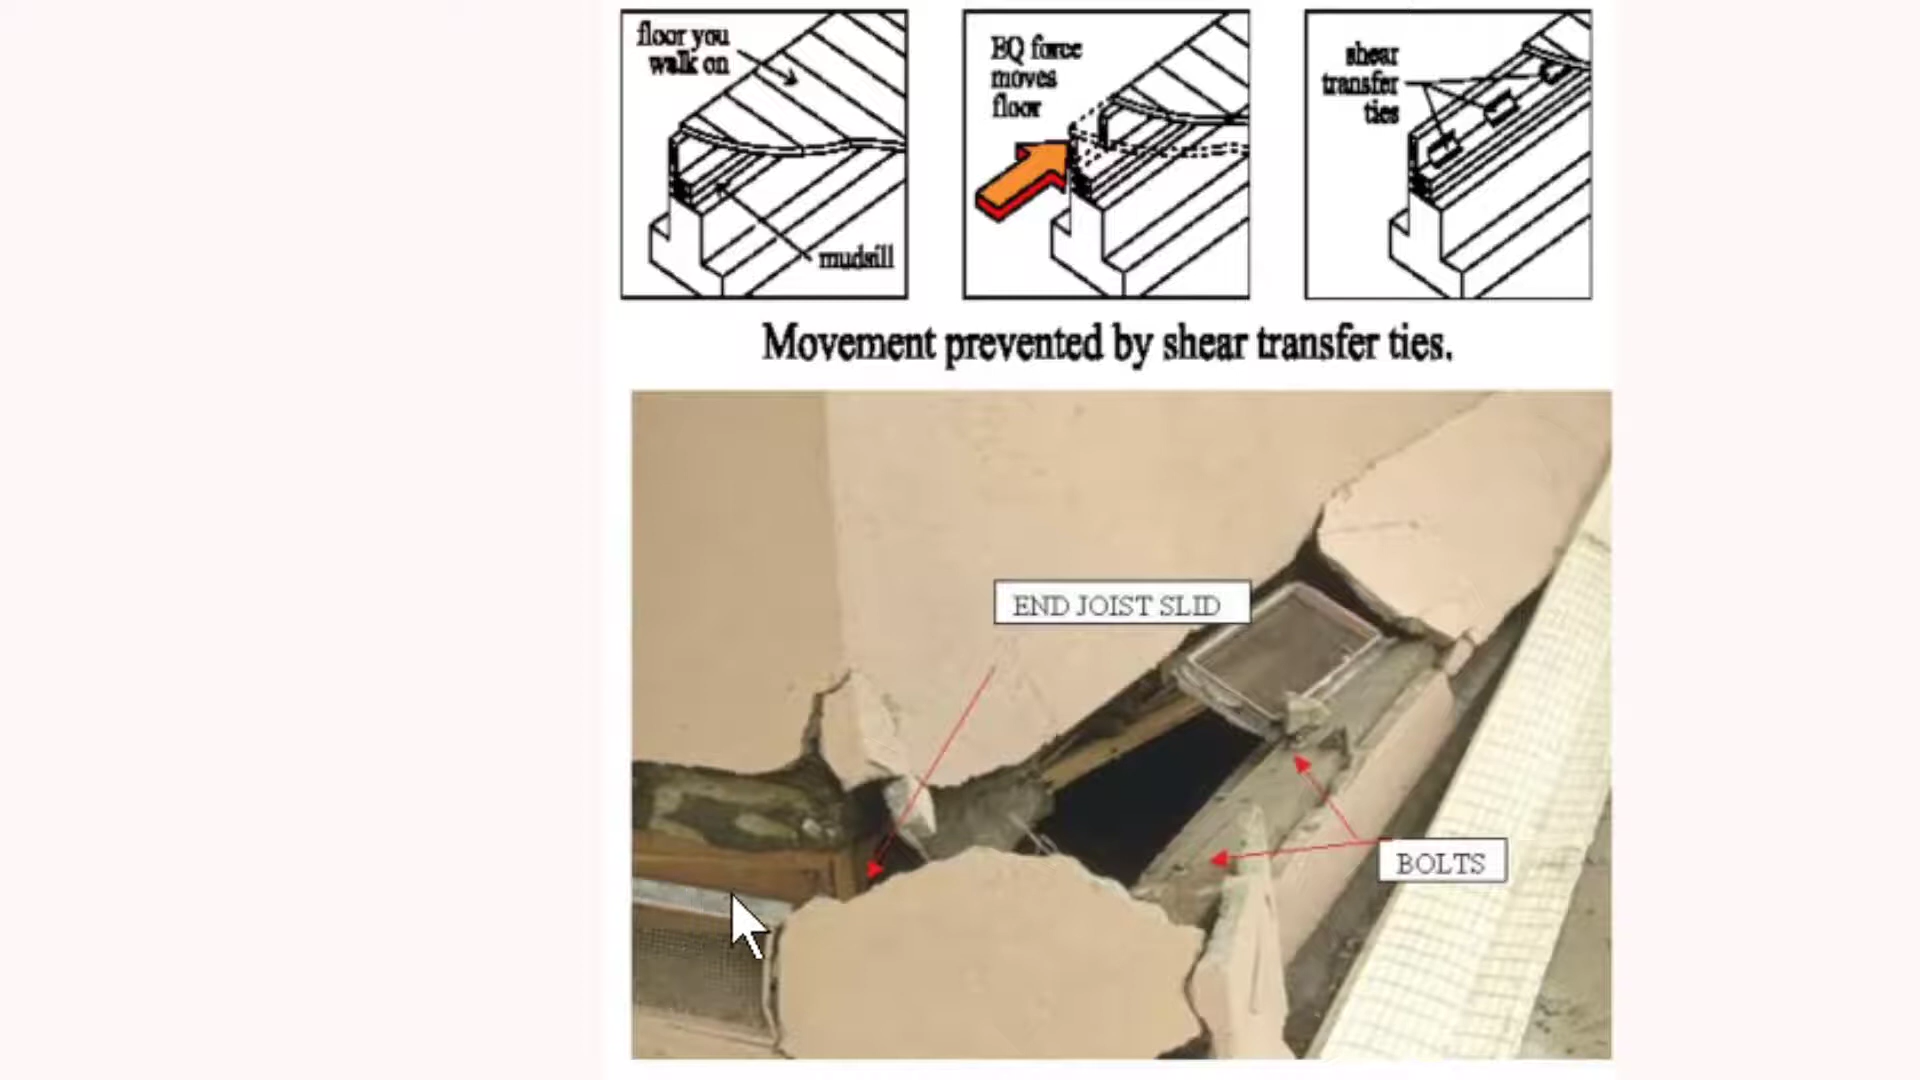 floor you
walk on
mudsill
EQ force
moves
floor
shear
transfer
ties
Movement prevented by shear transfer ties.
END JOIST SLID
BOLTS